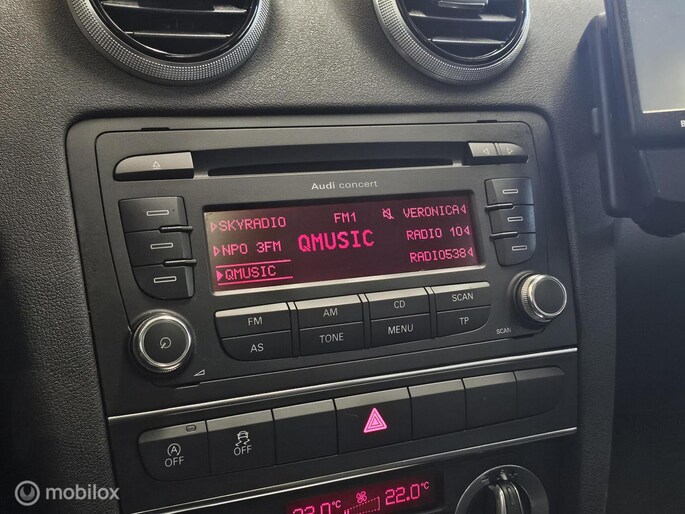 Audi concert
SKYRADIO FM1 VERONICA
NPO 3FM QMUSIC RADIO 104
QMUSIC RADIO538
FM AM CD SCAN
AS TONE MENU TP
SCAN
OFF OFF
22.0°C
mobilox